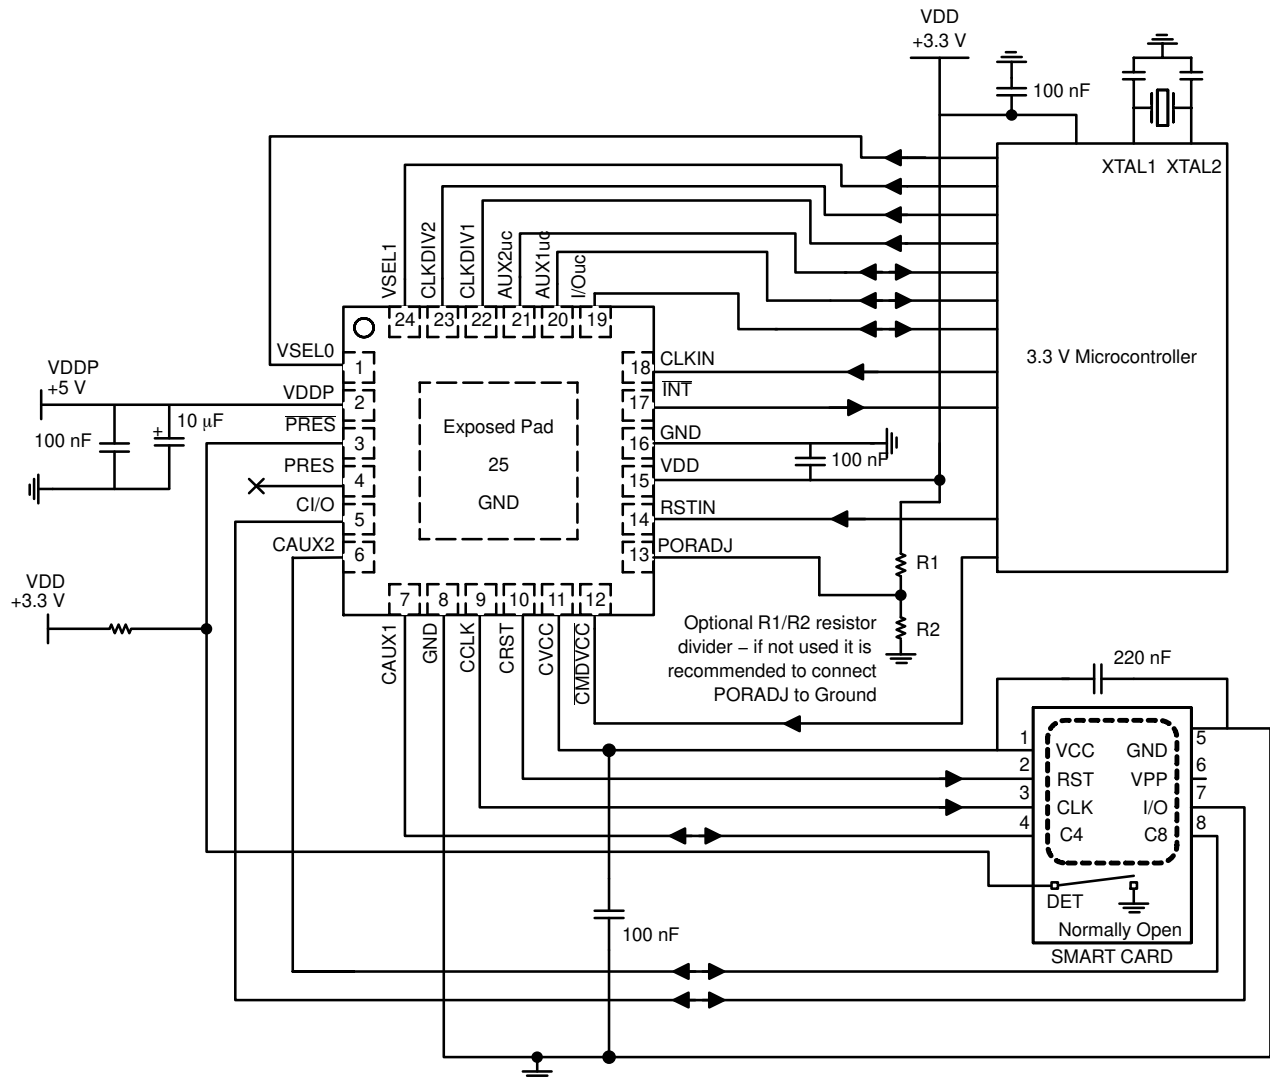 VDD
+3.3 V
100 nF
XTAL1 XTAL2
3.3 V Microcontroller
VSEL1
CLKDIV2
CLKDIV1
AUX2uc
AUX1uc
I/Ouc
24 23 22 21 20 19
VSEL0
1
VDDP
+5 V
VDDP
2
PRES
3
PRES
4
CI/O
5
CAUX2
6
100 nF
+
10 µF
Exposed Pad
25
GND
18
CLKIN
17
INT
16
GND
100 nF
15
VDD
14
RSTIN
13
PORADJ
R1
R2
VDD
+3.3 V
7 8 9 10 11 12
CAUX1
GND
CCLK
CRST
CVCC
CMDVCC
Optional R1/R2 resistor
divider – if not used it is
recommended to connect
PORADJ to Ground
220 nF
1 VCC GND 5
2 RST VPP 6
3 CLK I/O 7
4 C4 C8 8
DET
Normally Open
SMART CARD
100 nF